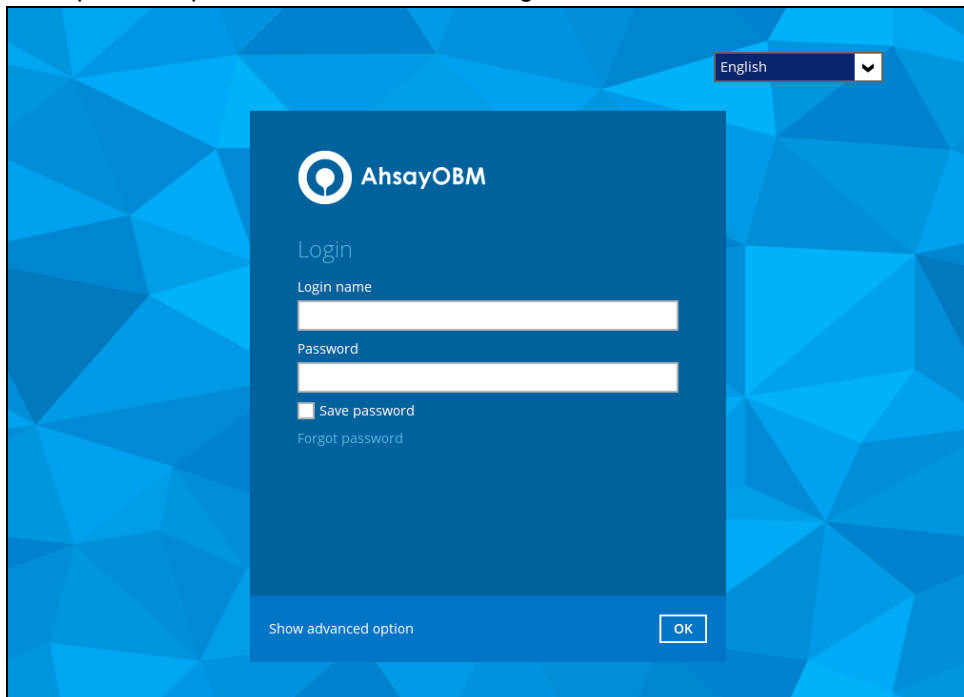 English
AhsayOBM
Login
Login name
Password
Save password
Forgot password
Show advanced option
OK